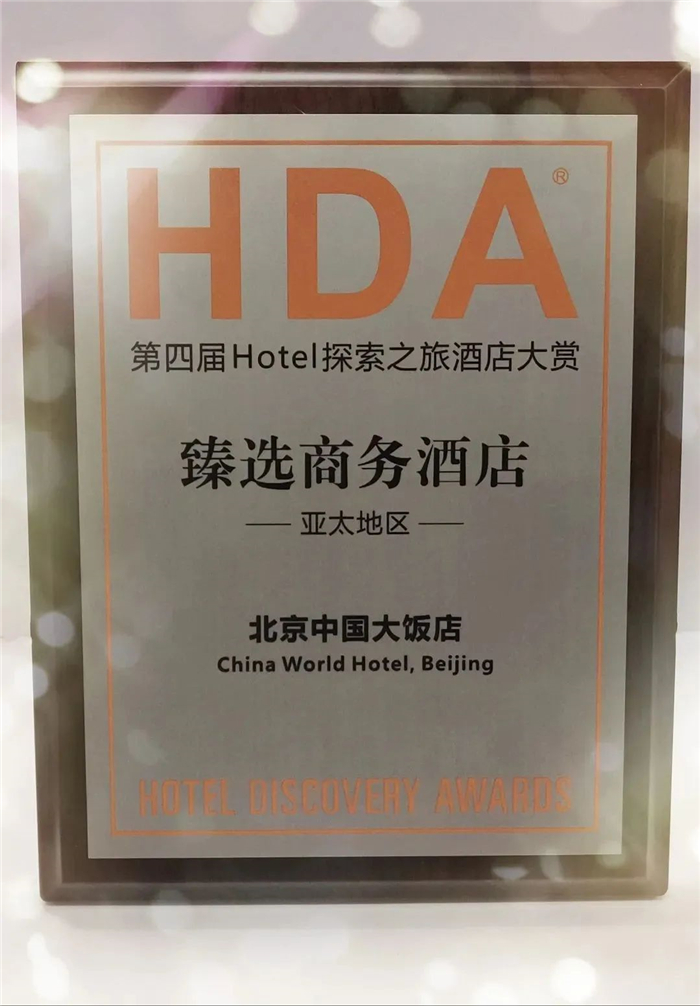 HDA®
第四届Hotel探索之旅酒店大赏
臻选商务酒店
——亚太地区——
北京中国大饭店
China World Hotel, Beijing
HOTEL DISCOVERY AWARDS